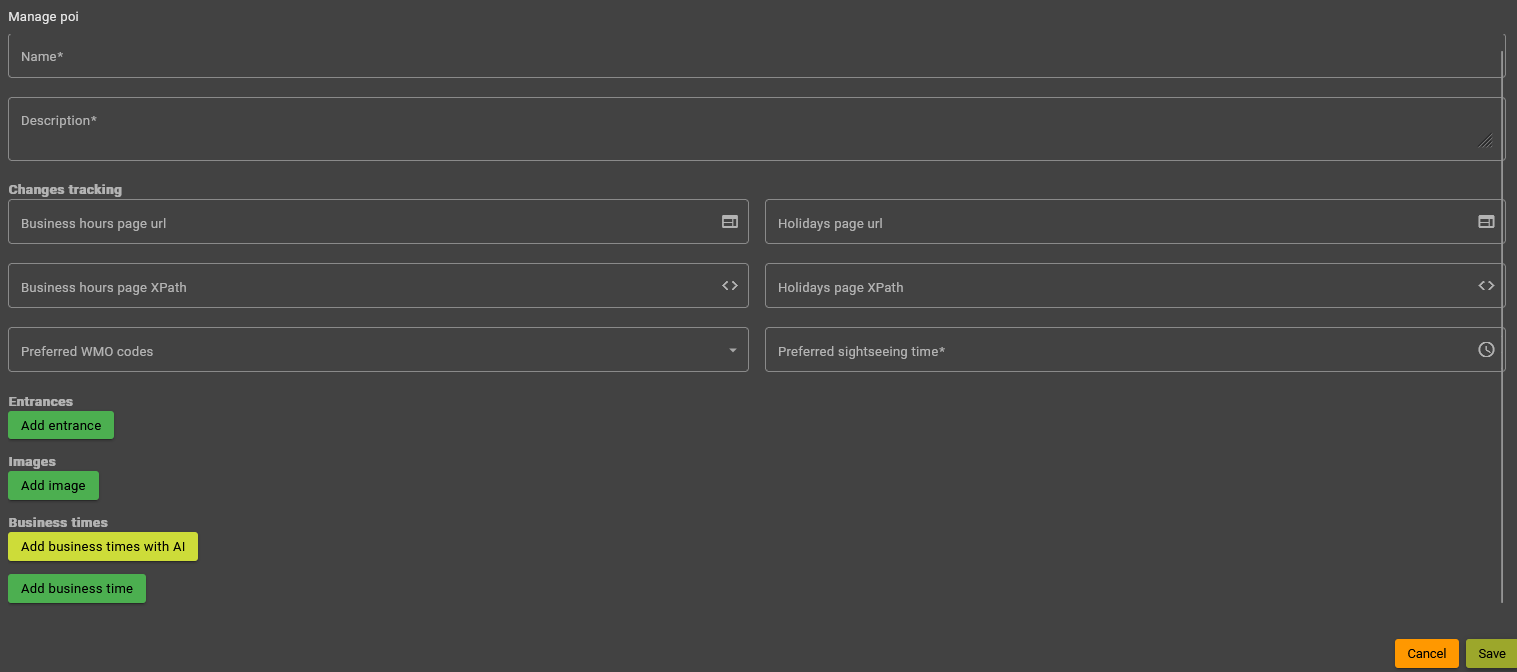 Manage poi
Name*
Description*
Changes tracking
Business hours page url
Holidays page url
Business hours page XPath
Holidays page XPath
Preferred WMO codes
Preferred sightseeing time*
Entrances
Add entrance
Images
Add image
Business times
Add business times with AI
Add business time
Cancel
Save